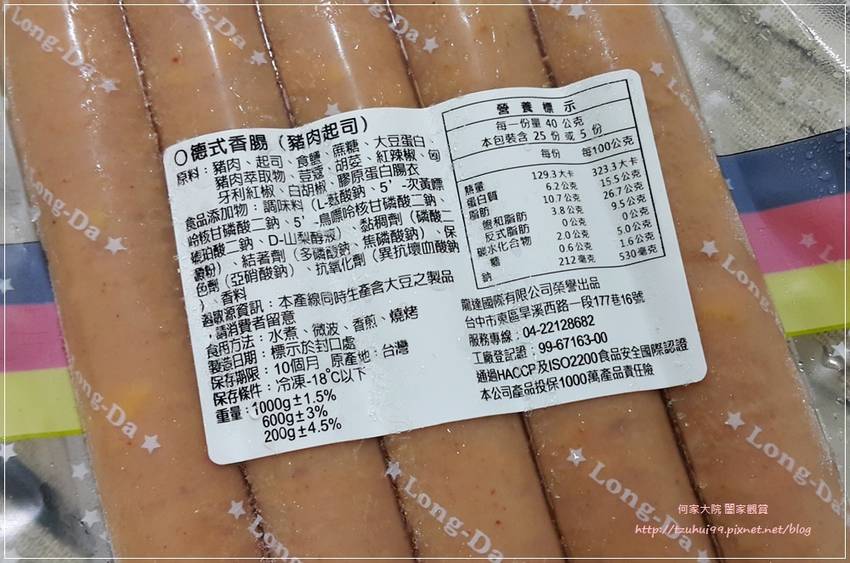 Long-Da
Long-Da
Long-Da
Long-Da
○德式香腸（豬肉起司）
原料：豬肉、起司、食鹽、蔗糖、大豆蛋白、
豬肉萃取物、荳蔻、胡荽、紅辣椒、匈
牙利紅椒、白胡椒、膠原蛋白腸衣
食品添加物：調味料（L-麩酸鈉、5’-次黃嘌
呤核甘磷酸二鈉、5’-鳥嘌呤核甘磷酸二鈉、
琥珀酸二鈉、D-山梨醇液）、黏稠劑（磷酸二
澱粉）、結著劑（多磷酸鈉、焦磷酸鈉）、保
色劑（亞硝酸鈉）、抗氧化劑（異抗壞血酸鈉
）、香料
過敏源資訊：本產線同時生產含大豆之製品
，請消費者留意
食用方法：水煮、微波、香煎、燒烤
製造日期：標示於封口處
保存期限：10個月 原產地：台灣
保存條件：冷凍-18℃以下
重量：1000g±1.5%
600g±3%
200g±4.5%
營養標示
每一份量 40 公克
本包裝含 25 份或 5 份
每份 每100公克
熱量 129.3大卡 323.3大卡
蛋白質 6.2公克 15.5公克
脂肪 10.7公克 26.7公克
飽和脂肪 3.8公克 9.5公克
反式脂肪 0公克 0公克
碳水化合物 2.0公克 5.0公克
糖 0.6公克 1.6公克
鈉 212毫克 530毫克
龍達國際有限公司榮譽出品
台中市東區旱溪西路一段177巷16號
服務專線：04-22128682
工廠登記證：99-67163-00
通過HACCP及ISO2200食品安全國際認證
本公司產品投保1000萬產品責任險
Long-Da
Long-Da
Long-Da
Long-Da
Long-Da
何家大院 闔家觀賞
http://tzuhui99.pixnet.net/blog